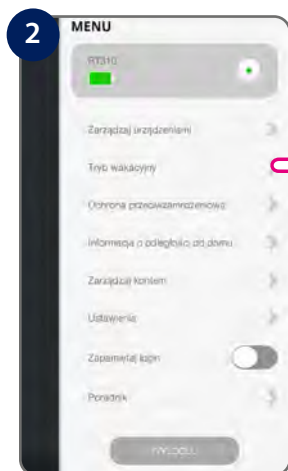 2
MENU
RT310
Zarządzaj urządzeniami
Tryb wakacyjny
Ochrona przeciwzamrożeniowa
Informacja o odległości do domu
Zarządzaj kontem
Ustawienia
Zapamiętaj login
Poradnik
WYLOGUJ